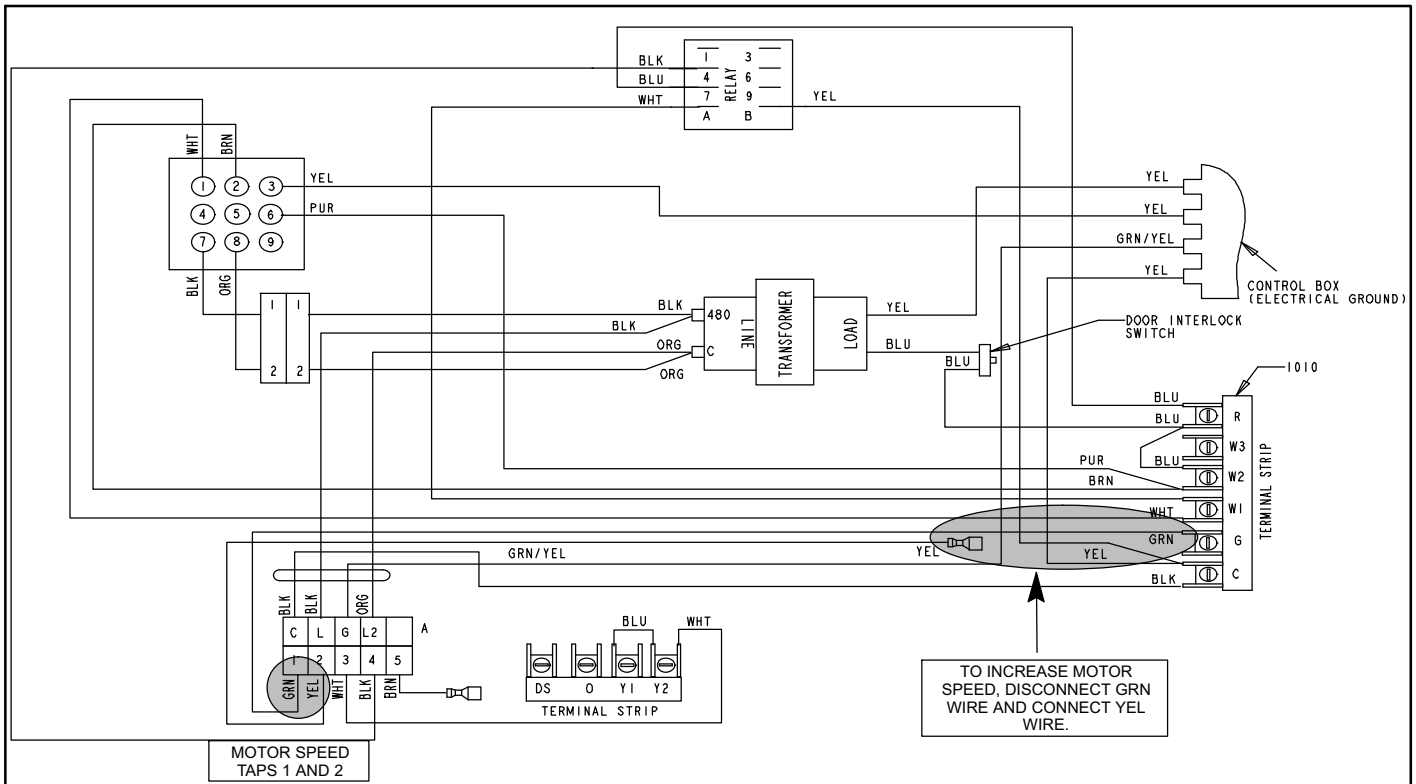 BLK
BLU
WHT
1 3
4 6
7 9
A B
RELAY
YEL
WHT
BRN
1 2 3
4 5 6
7 8 9
YEL
PUR
BLK
ORG
1 1
2 2
BLK
BLK
ORG
ORG
480
C
LINE
TRANSFORMER
LOAD
YEL
BLU
BLU
YEL
YEL
GRN/YEL
YEL
CONTROL BOX
(ELECTRICAL GROUND)
DOOR INTERLOCK
SWITCH
1010
BLU
BLU
BLU
PUR
BRN
WHT
GRN
YEL
YEL
BLK
R
W3
W2
W1
G
C
TERMINAL STRIP
GRN/YEL
BLK
BLK
ORG
C L G L2
A
1 2 3 4 5
GRN
YEL
WHT
BLK
BRN
MOTOR SPEED
TAPS 1 AND 2
BLU
WHT
DS O Y1 Y2
TERMINAL STRIP
TO INCREASE MOTOR
SPEED, DISCONNECT GRN
WIRE AND CONNECT YEL
WIRE.